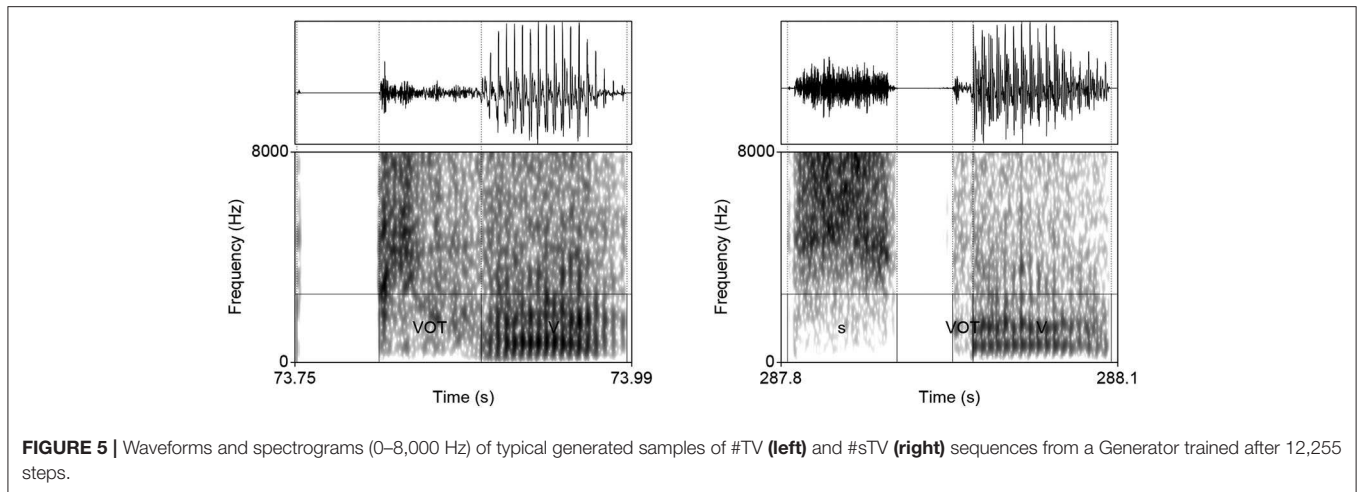 8000
Frequency (Hz)
0
VOT
V
73.75
73.99
Time (s)
8000
Frequency (Hz)
0
s
VOT
V
287.8
288.1
Time (s)
FIGURE 5 | Waveforms and spectrograms (0–8,000 Hz) of typical generated samples of #TV (left) and #sTV (right) sequences from a Generator trained after 12,255
steps.